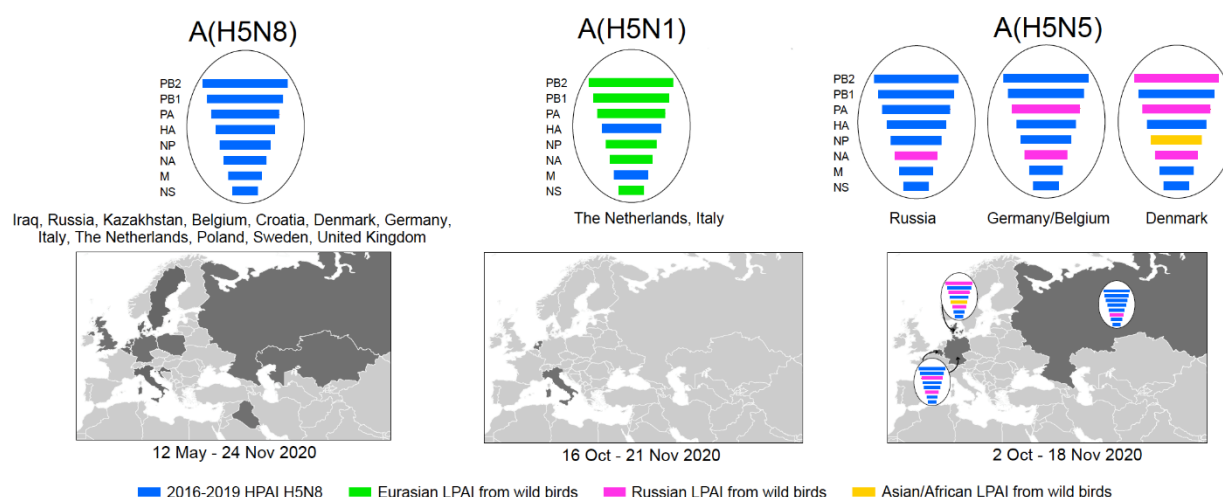 A(H5N8)
PB2
PB1
PA
HA
NP
NA
M
NS
Iraq, Russia, Kazakhstan, Belgium, Croatia, Denmark, Germany,
Italy, The Netherlands, Poland, Sweden, United Kingdom
12 May - 24 Nov 2020
A(H5N1)
PB2
PB1
PA
HA
NP
NA
M
NS
The Netherlands, Italy
16 Oct - 21 Nov 2020
A(H5N5)
PB2
PB1
PA
HA
NP
NA
M
NS
Russia
Germany/Belgium
Denmark
2 Oct - 18 Nov 2020
2016-2019 HPAI H5N8
Eurasian LPAI from wild birds
Russian LPAI from wild birds
Asian/African LPAI from wild birds